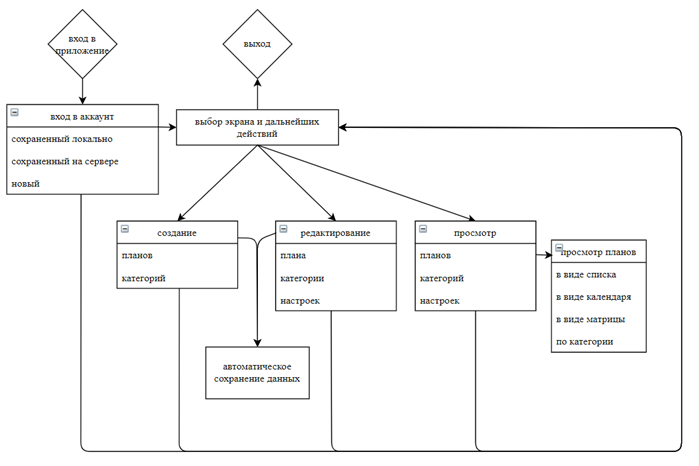 вход в
приложение
выход
вход в аккаунт
сохраненный локально
сохраненный на сервере
новый
выбор экрана и дальнейших
действий
создание
планов
категорий
редактирование
плана
категории
настроек
просмотр
планов
категорий
настроек
просмотр планов
в виде списка
в виде календаря
в виде матрицы
по категории
автоматическое
сохранение данных